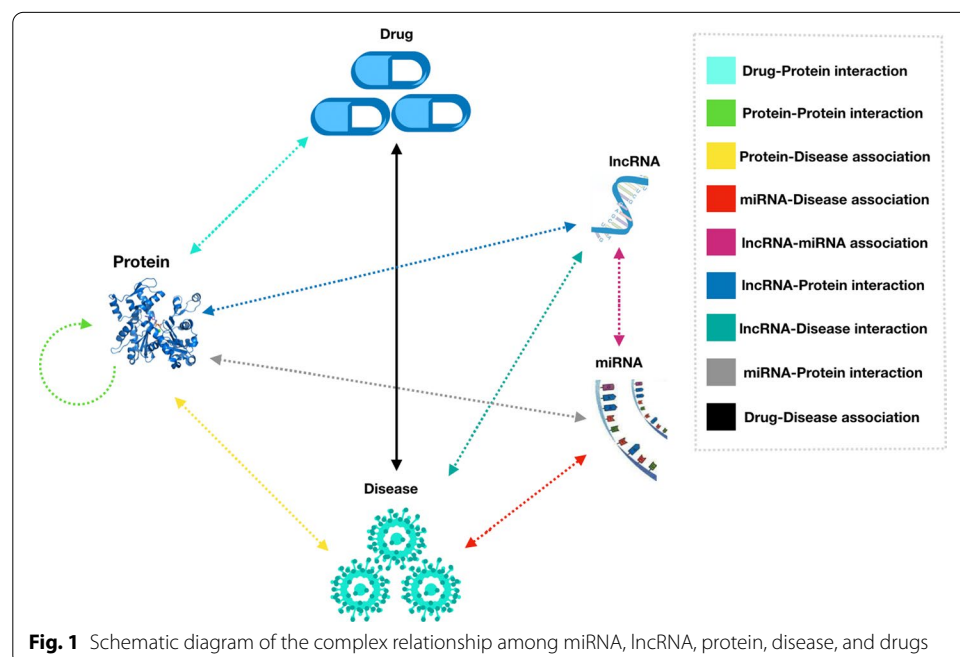 Drug
lncRNA
Protein
miRNA
Disease
Drug-Protein interaction
Protein-Protein interaction
Protein-Disease association
miRNA-Disease association
lncRNA-miRNA association
lncRNA-Protein interaction
lncRNA-Disease interaction
miRNA-Protein interaction
Drug-Disease association
Fig. 1 Schematic diagram of the complex relationship among miRNA, lncRNA, protein, disease, and drugs